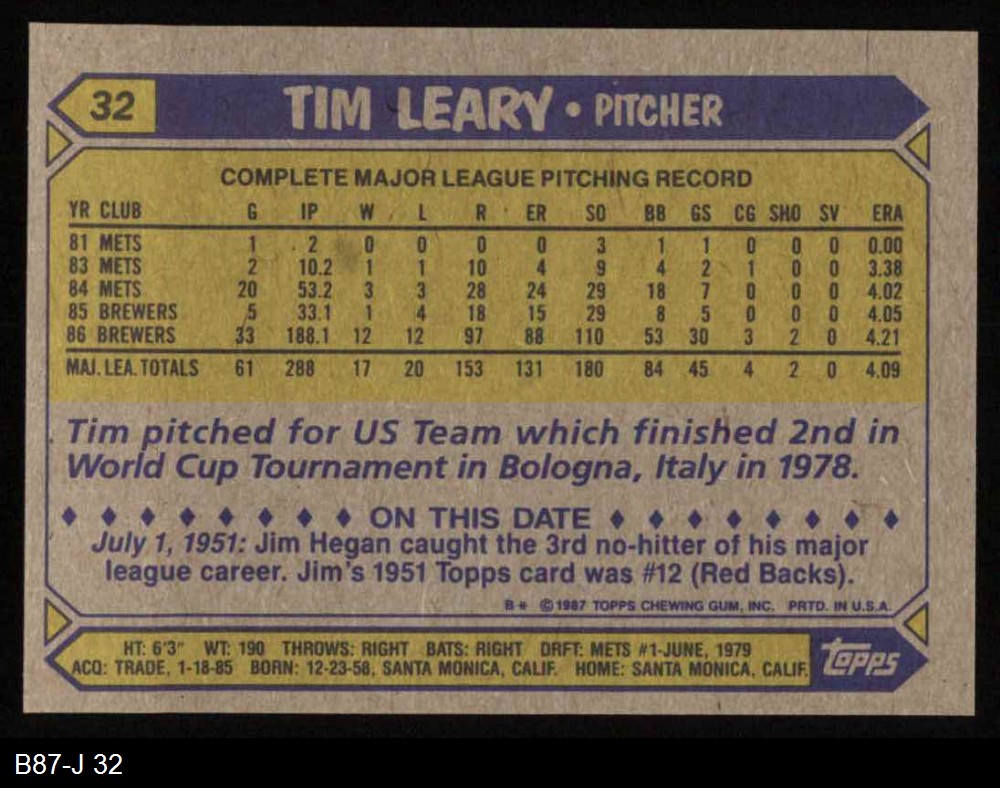 32 TIM LEARY • PITCHER
COMPLETE MAJOR LEAGUE PITCHING RECORD
YR CLUB G IP W L R ER SO BB GS CG SHO SV ERA
81 METS 1 .2 0 0 0 0 3 1 1 0 0 0 0.00
83 METS 2 10.2 1 1 10 4 9 4 2 1 0 0 3.38
84 METS 20 53.2 3 3 28 24 29 18 7 0 0 0 4.02
85 BREWERS 5 33.1 1 4 18 15 29 8 5 0 0 0 4.05
86 BREWERS 33 188.1 12 12 97 88 110 53 30 3 2 0 4.21
MAJ. LEA. TOTALS 61 288 17 20 153 131 180 84 45 4 2 0 4.09
Tim pitched for US Team which finished 2nd in
World Cup Tournament in Bologna, Italy in 1978.
♦ ♦ ♦ ♦ ♦ ♦ ♦ ♦ ON THIS DATE ♦ ♦ ♦ ♦ ♦ ♦ ♦ ♦
July 1, 1951: Jim Hegan caught the 3rd no-hitter of his major
league career. Jim's 1951 Topps card was #12 (Red Backs).
B* ©1987 TOPPS CHEWING GUM, INC. PRTD. IN U.S.A.
HT: 6'3" WT: 190 THROWS: RIGHT BATS: RIGHT DRFT: METS #1-JUNE, 1979
ACQ: TRADE, 1-18-85 BORN: 12-23-58, SANTA MONICA, CALIF. HOME: SANTA MONICA, CALIF.
topps
B87-J 32